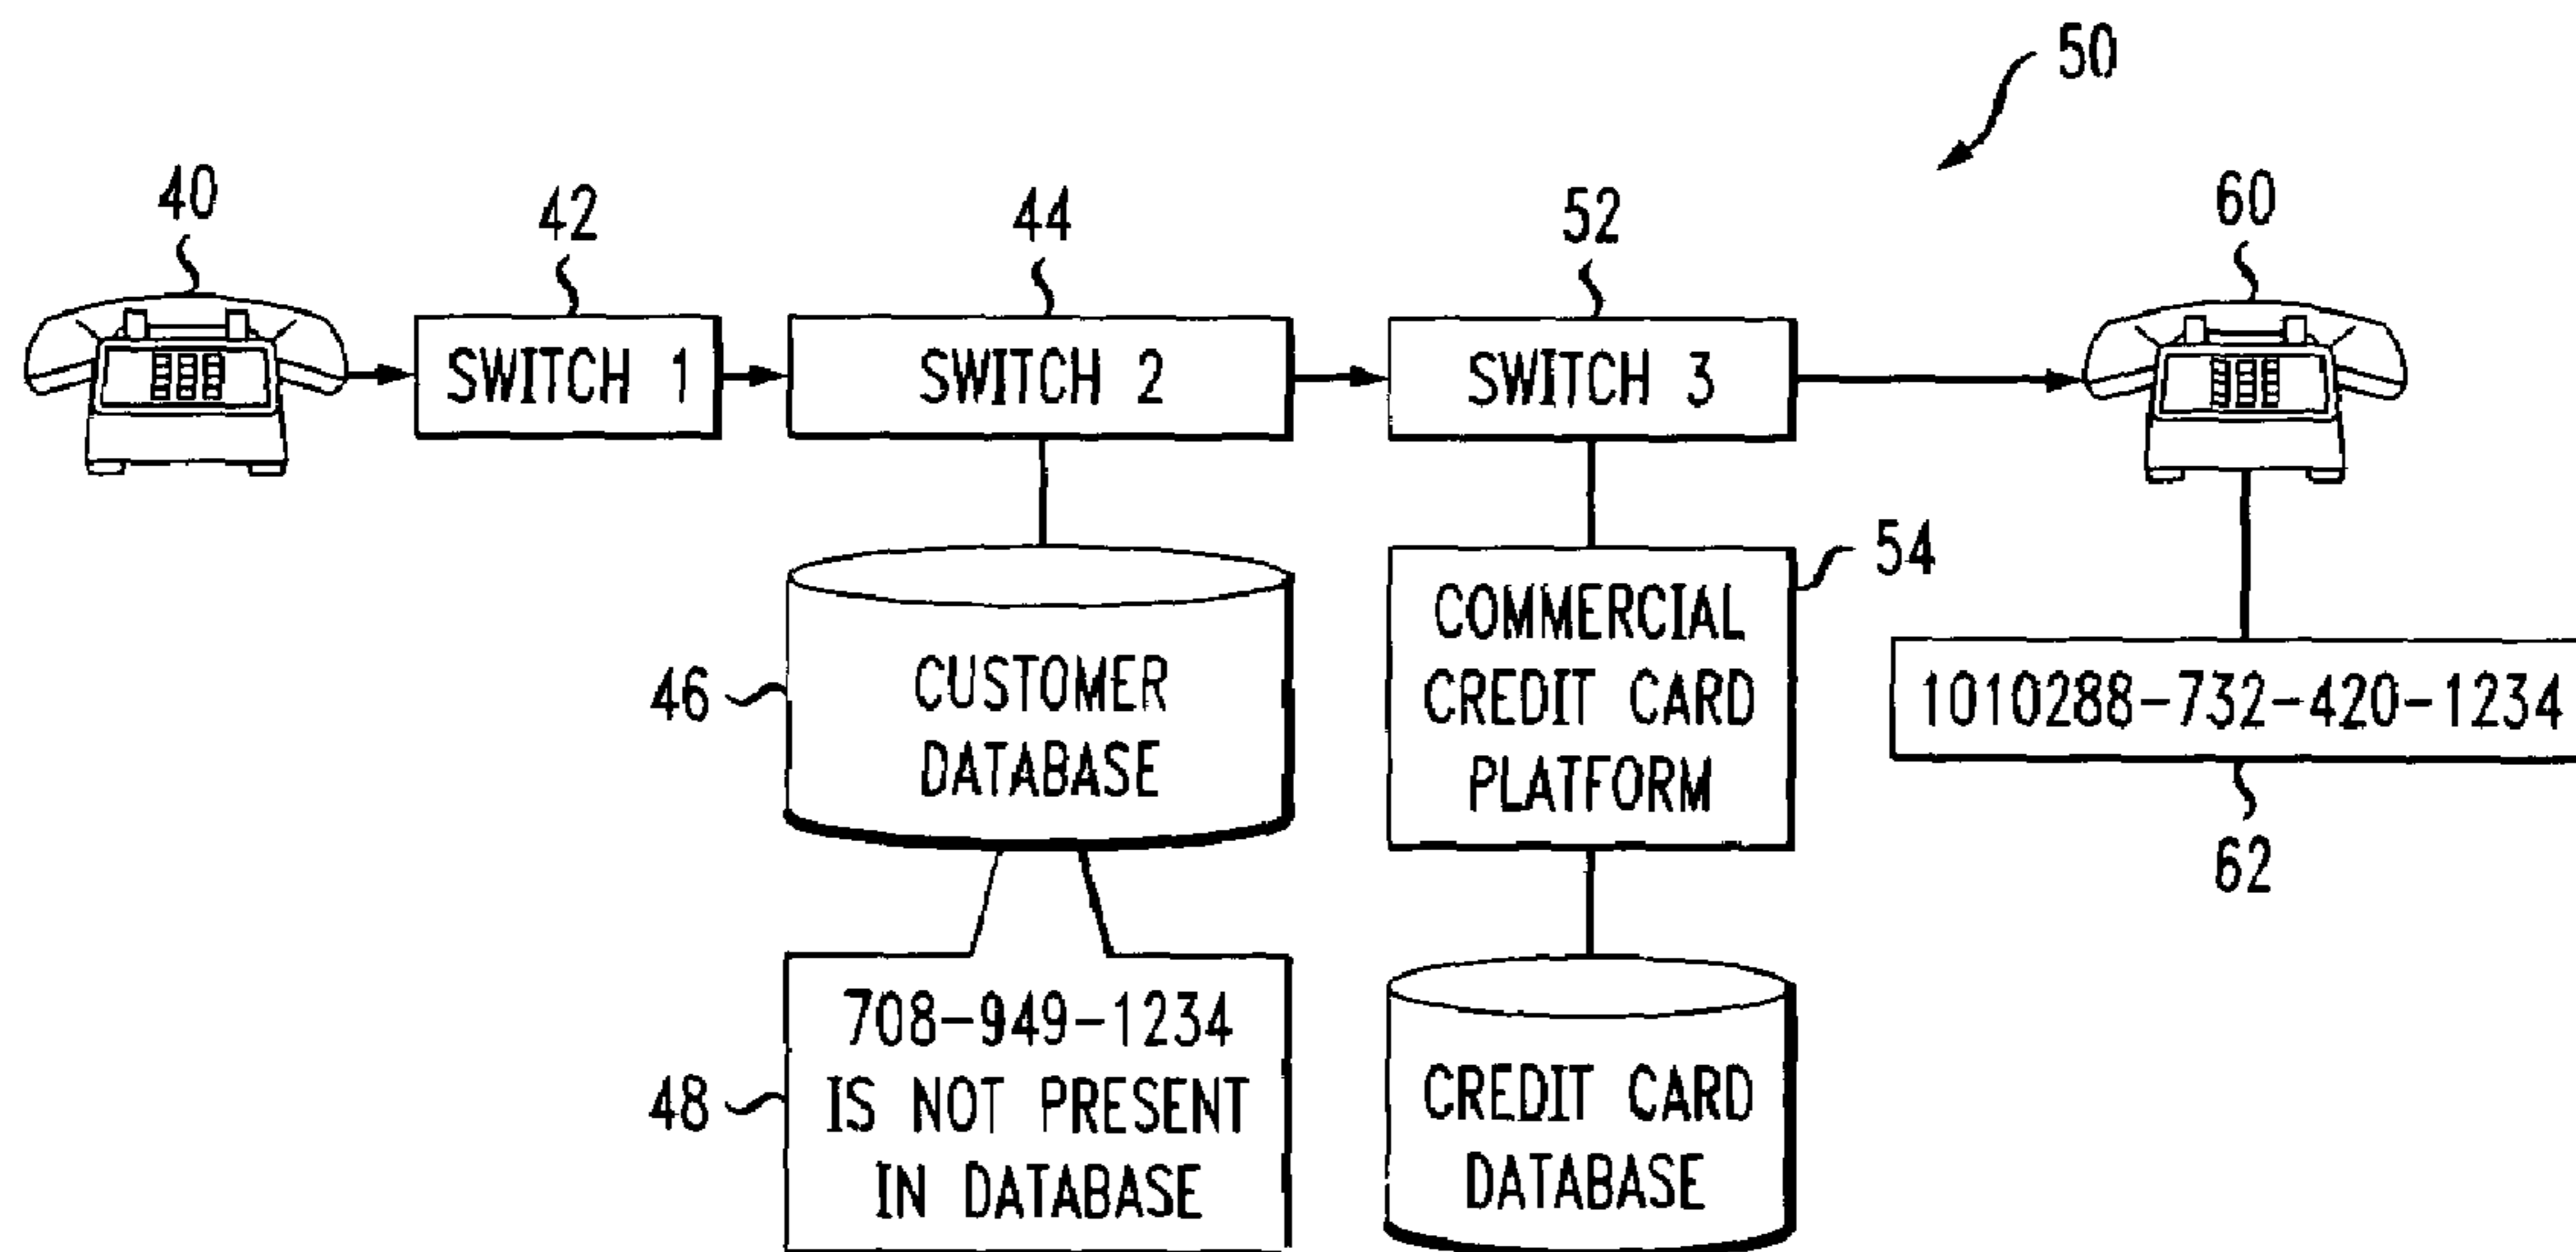 50
40
42
44
52
60
SWITCH 1
SWITCH 2
SWITCH 3
54
46
CUSTOMER
DATABASE
COMMERCIAL
CREDIT CARD
PLATFORM
1010288-732-420-1234
62
48
708-949-1234
IS NOT PRESENT
IN DATABASE
CREDIT CARD
DATABASE